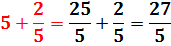 5 + 2/5 = 25/5 + 2/5 = 27/5